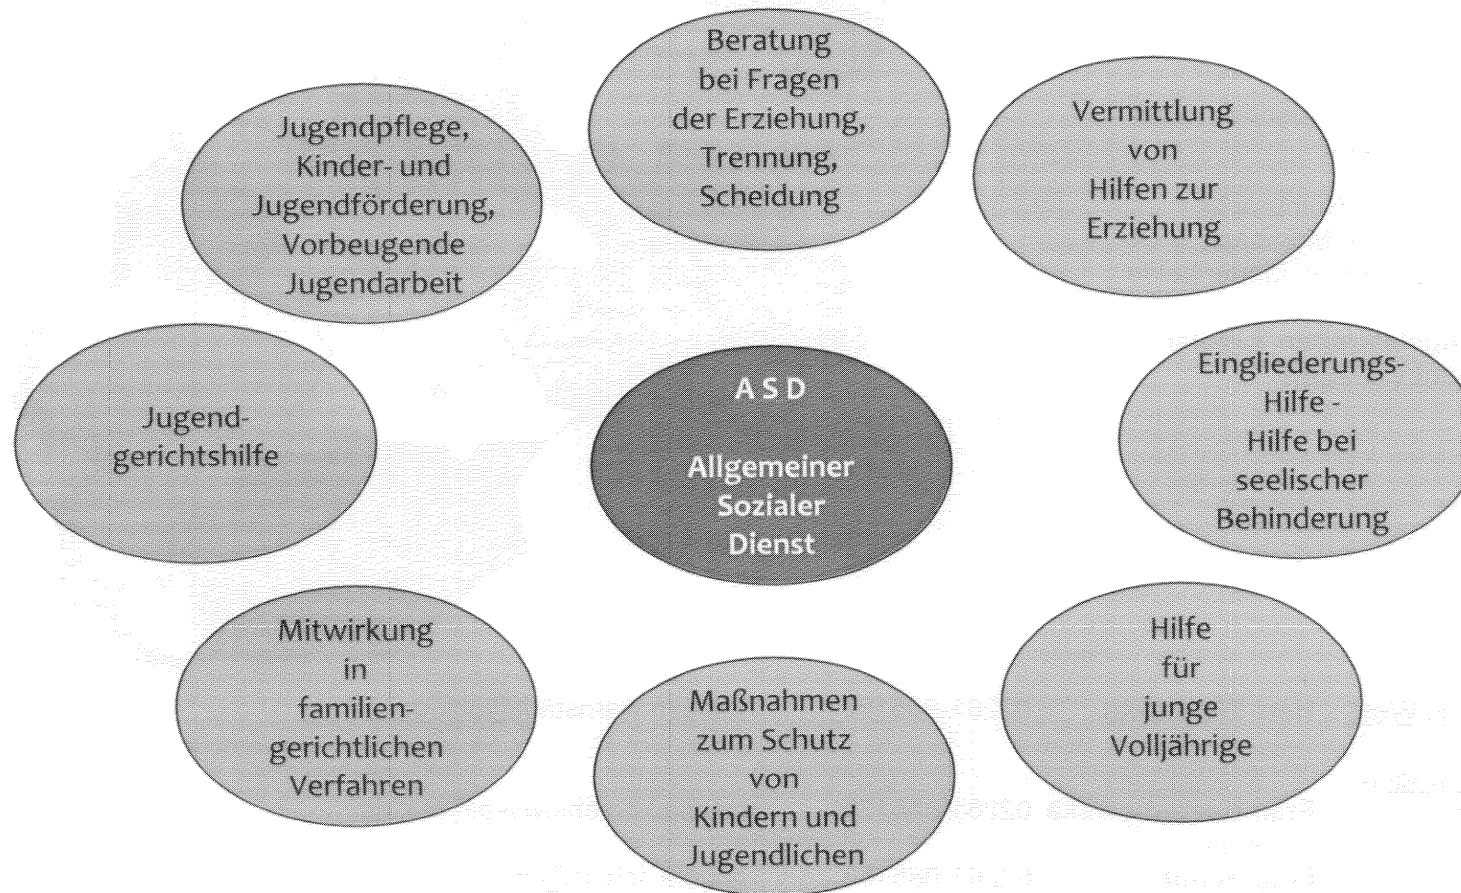 Beratung
bei Fragen
der Erziehung,
Trennung,
Scheidung
Vermittlung
von
Hilfen zur
Erziehung
Eingliederungs-
Hilfe -
Hilfe bei
seelischer
Behinderung
Hilfe
für
junge
Volljährige
Maßnahmen
zum Schutz
von
Kindern und
Jugendlichen
Mitwirkung
in
familien-
gerichtlichen
Verfahren
Jugend-
gerichtshilfe
Jugendpflege,
Kinder- und
Jugendförderung,
Vorbeugende
Jugendarbeit
A S D
Allgemeiner
Sozialer
Dienst